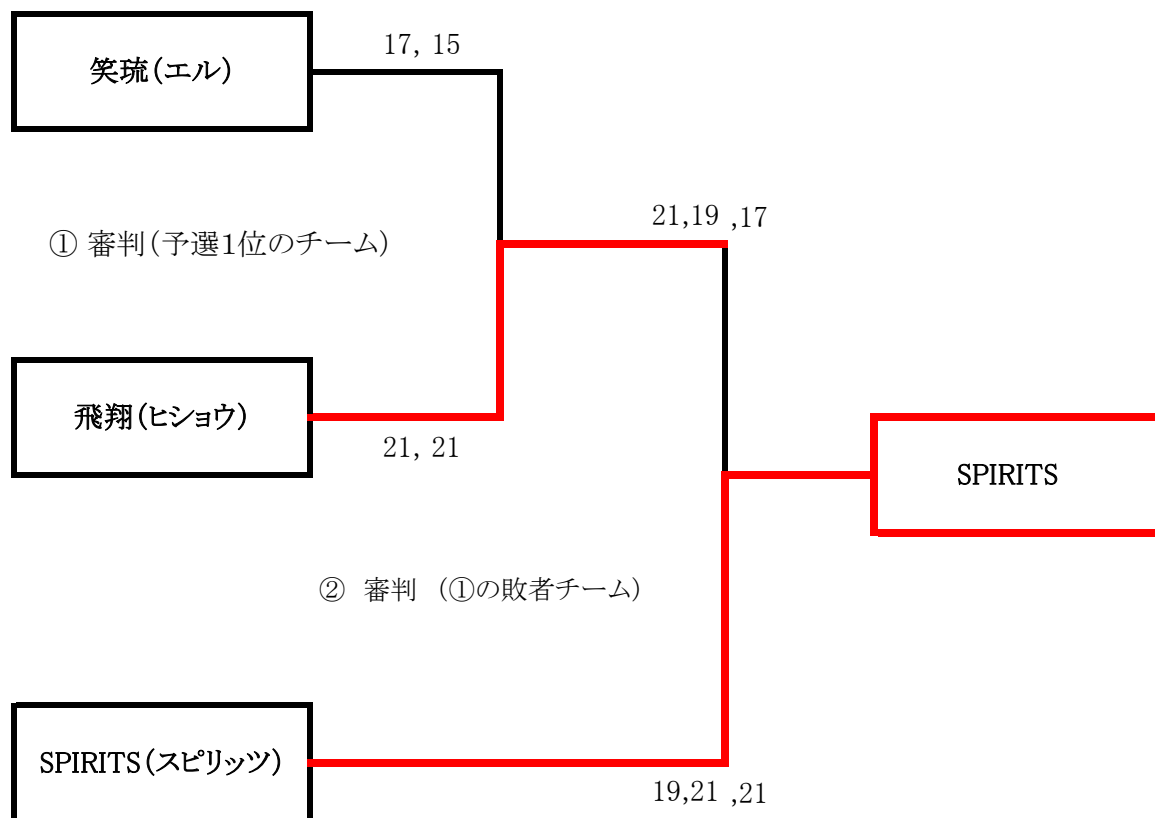 17, 15
笑琉(エル)
21,19 ,17
① 審判(予選1位のチーム)
飛翔(ヒショウ)
21, 21
SPIRITS
② 審判 (①の敗者チーム)
SPIRITS(スピリッツ)
19,21 ,21